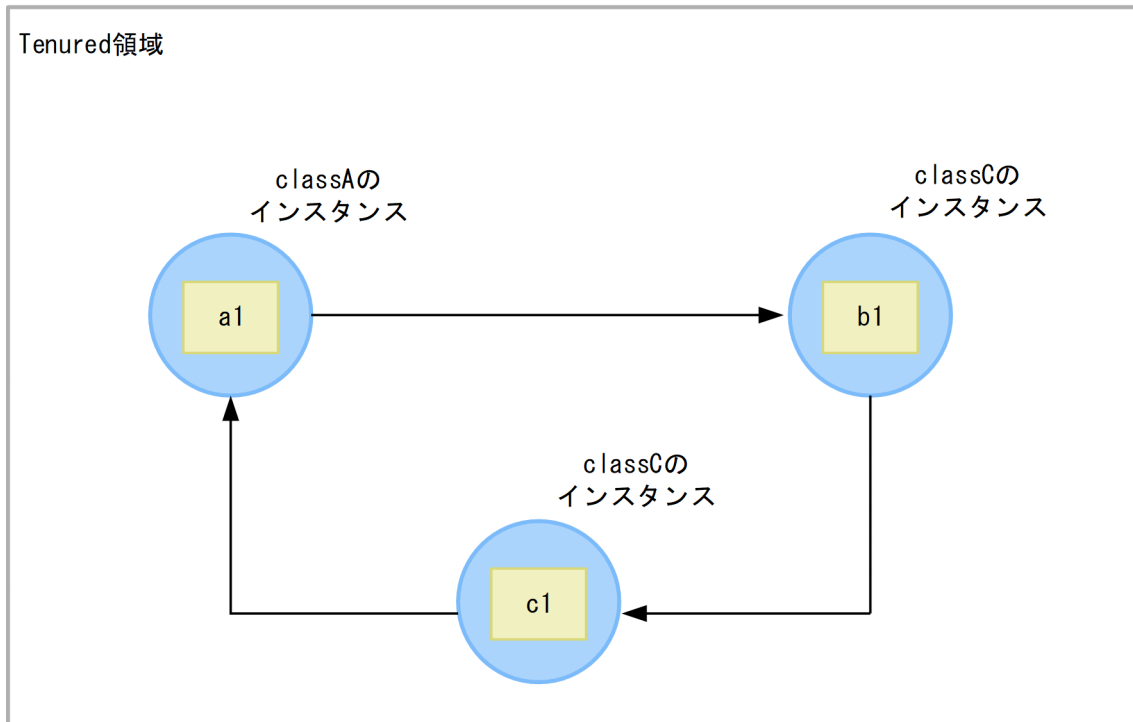 Tenured領域
classAの
インスタンス
classCの
インスタンス
a1
b1
classCの
インスタンス
c1